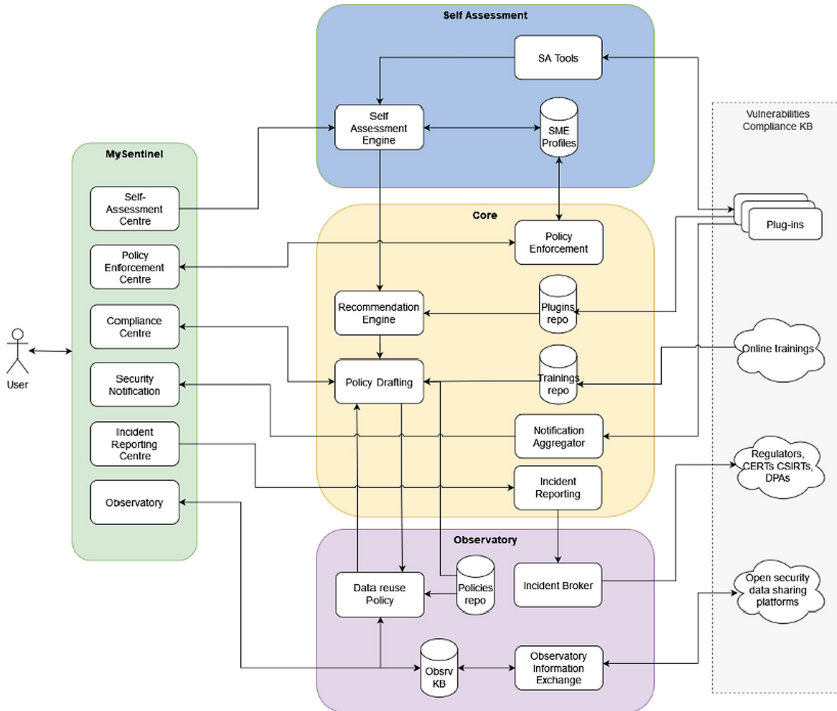 Self Assessment
SA Tools
Self
Assessment
Engine
SME
Profiles
Vulnerabilities
Compliance KB
Plug-ins
Online trainings
Regulators,
CERTs CSIRTs,
DPAs
Open security
data sharing
platforms
MySentinel
Self-
Assessment
Centre
Policy
Enforcement
Centre
Compliance
Centre
Security
Notification
Incident
Reporting
Centre
Observatory
User
Core
Policy
Enforcement
Recommendation
Engine
Plugins
repo
Policy Drafting
Trainings
repo
Notification
Aggregator
Incident
Reporting
Observatory
Data reuse
Policy
Policies
repo
Incident Broker
Obsrv
KB
Observatory
Information
Exchange